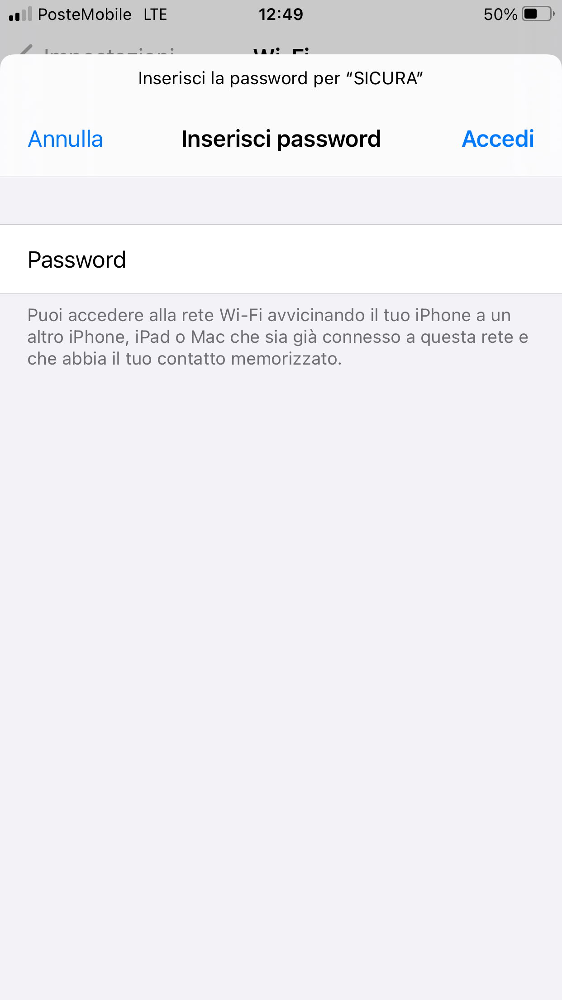 PosteMobile LTE 12:49 50%
Impostazioni Wi-Fi
Inserisci la password per “SICURA”
Annulla Inserisci password Accedi
Password
Puoi accedere alla rete Wi-Fi avvicinando il tuo iPhone a un
altro iPhone, iPad o Mac che sia già connesso a questa rete e
che abbia il tuo contatto memorizzato.